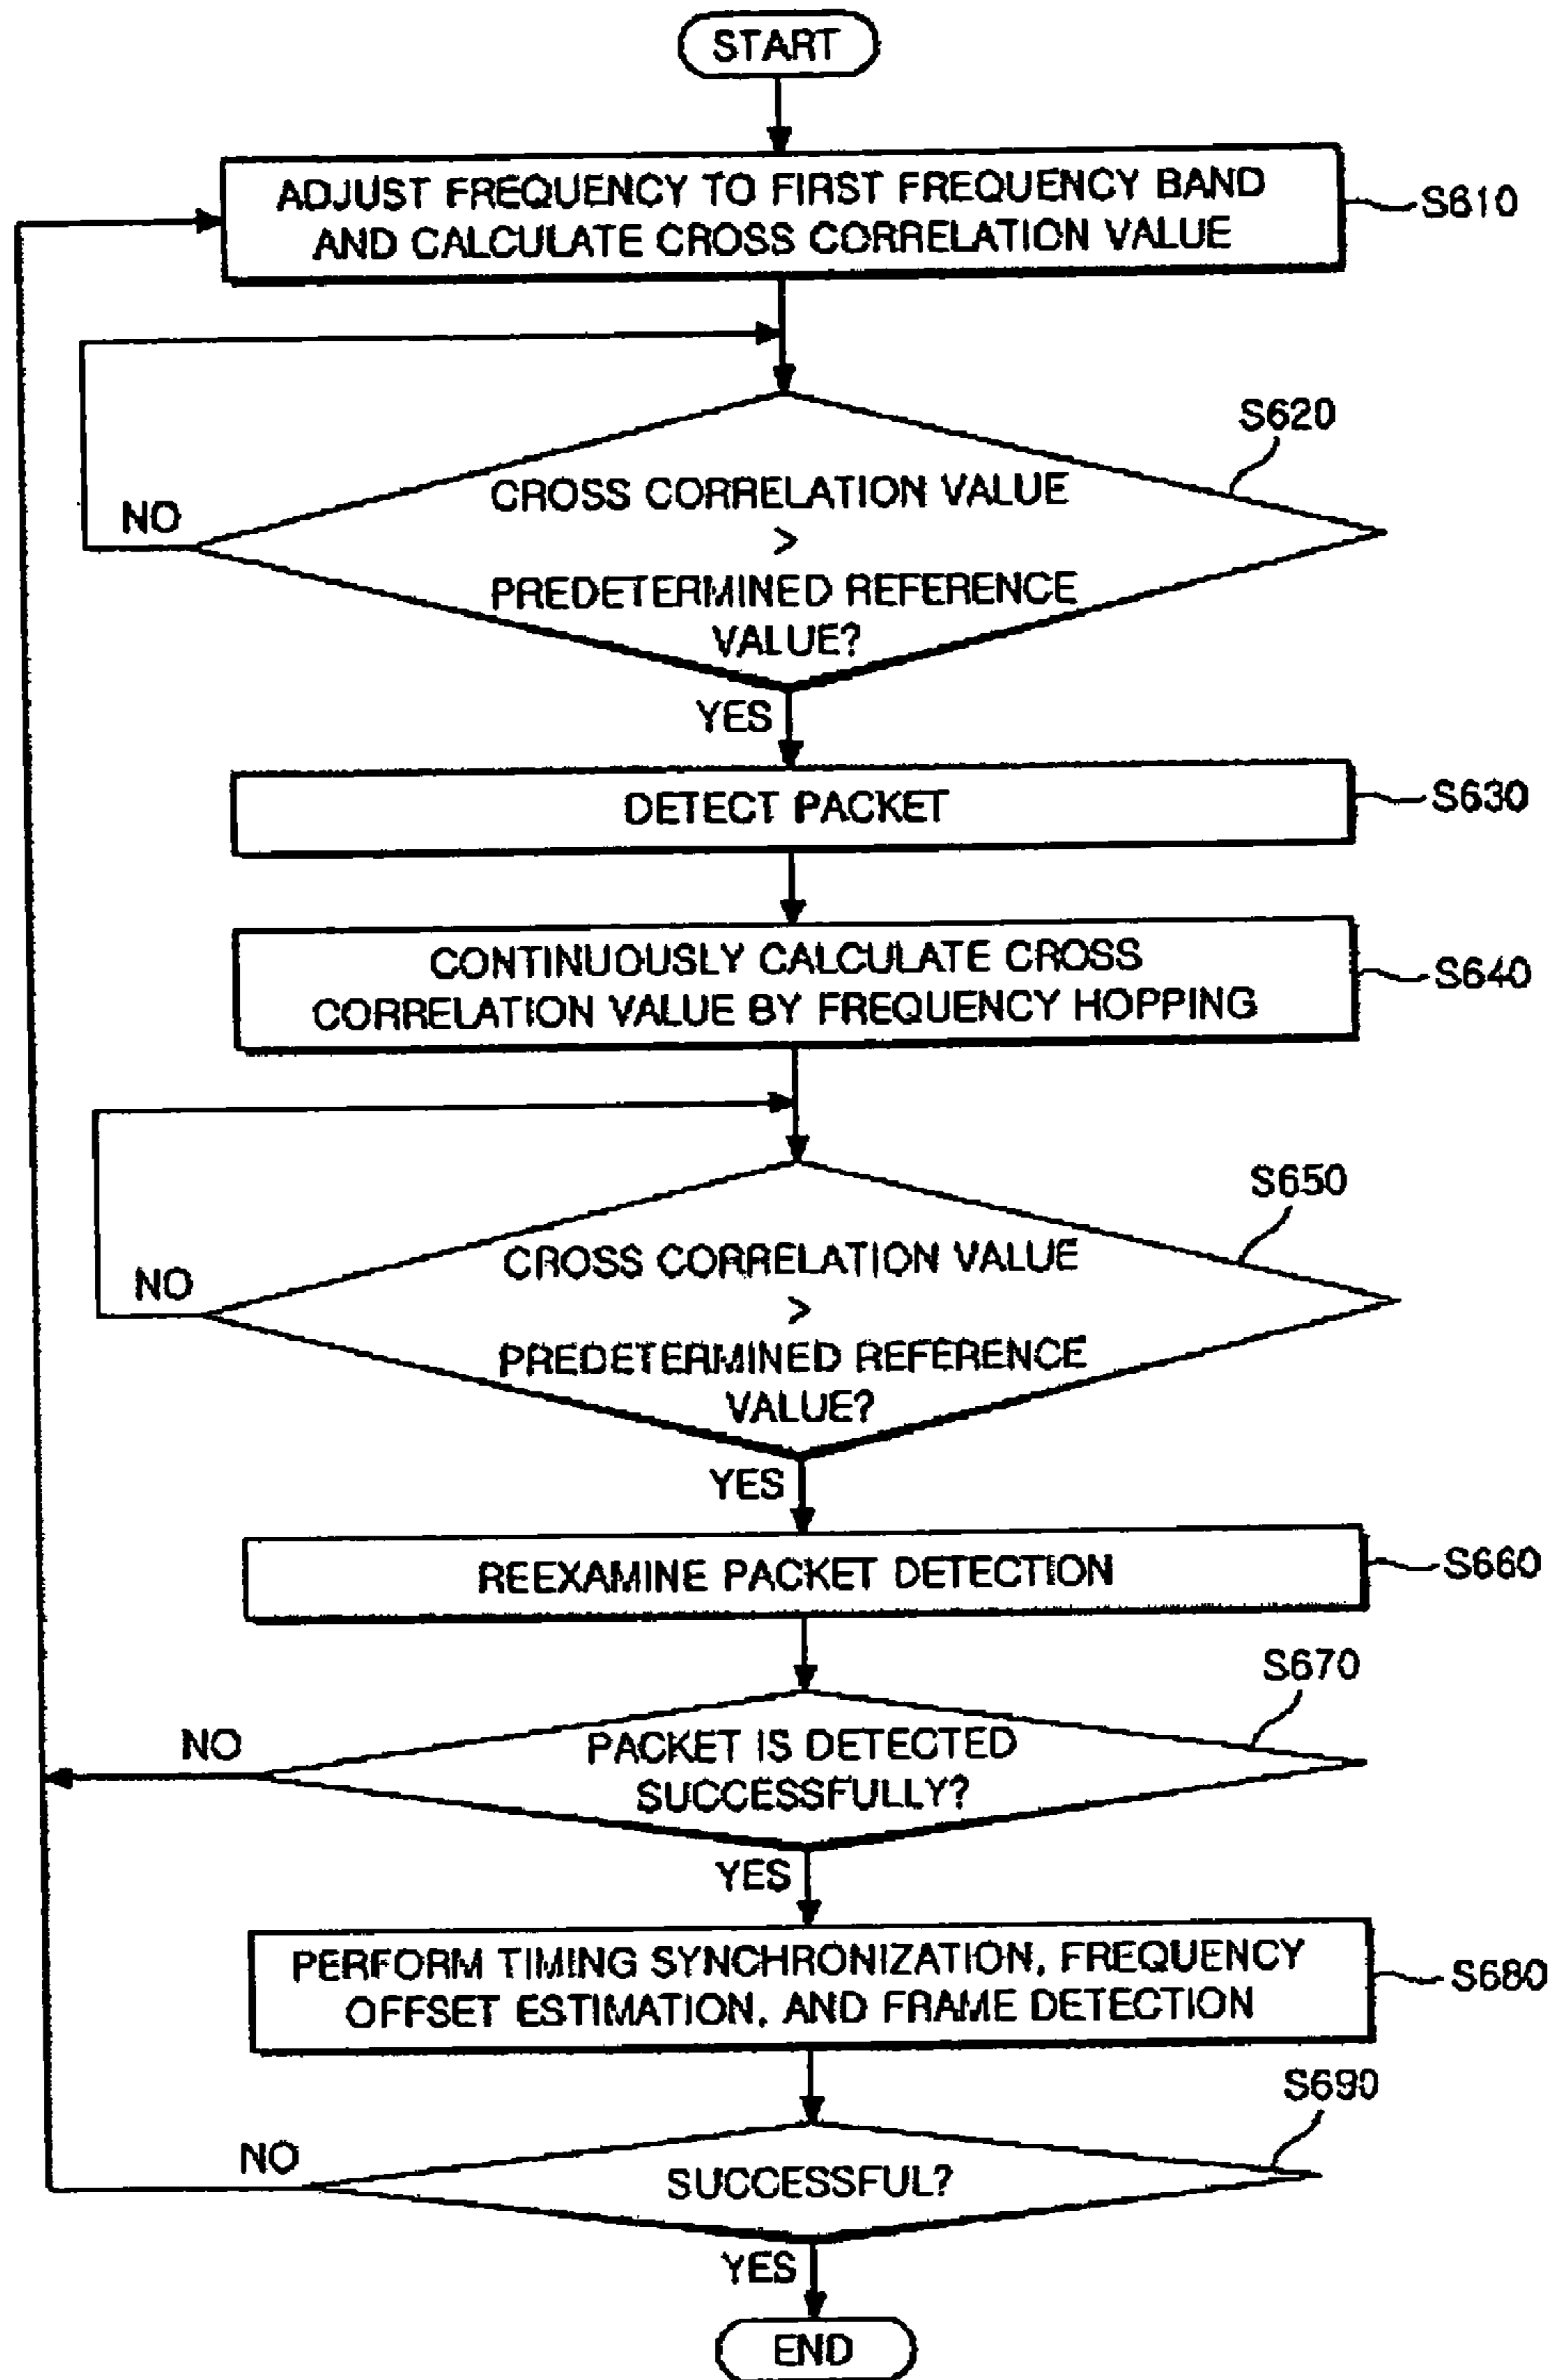 START
ADJUST FREQUENCY TO FIRST FREQUENCY BAND
AND CALCULATE CROSS CORRELATION VALUE
S610
S620
CROSS CORRELATION VALUE
>
PREDETERMINED REFERENCE
VALUE?
NO
YES
DETECT PACKET
S630
CONTINUOUSLY CALCULATE CROSS
CORRELATION VALUE BY FREQUENCY HOPPING
S640
S650
CROSS CORRELATION VALUE
>
PREDETERMINED REFERENCE
VALUE?
NO
YES
REEXAMINE PACKET DETECTION
S660
S670
PACKET IS DETECTED
SUCCESSFULLY?
NO
YES
PERFORM TIMING SYNCHRONIZATION, FREQUENCY
OFFSET ESTIMATION, AND FRAME DETECTION
S680
S690
SUCCESSFUL?
NO
YES
END